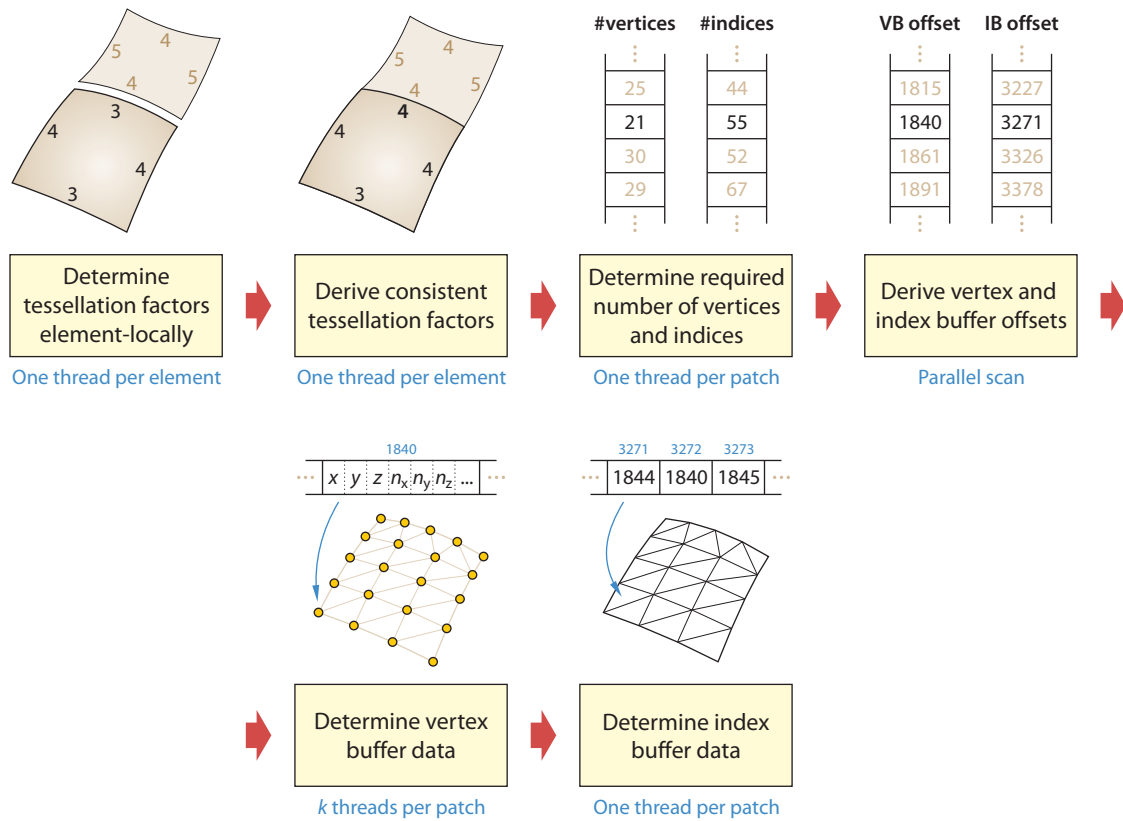 #vertices #indices VB offset IB offset
4
5
5
4
3
4
4
3
4
5
5
4
4
4
4
3
⋮ ⋮ ⋮ ⋮
25 44 1815 3227
21 55 1840 3271
30 52 1861 3326
29 67 1891 3378
⋮ ⋮ ⋮ ⋮
Determine
tessellation factors
element-locally
One thread per element
Derive consistent
tessellation factors
One thread per element
Determine required
number of vertices
and indices
One thread per patch
Derive vertex and
index buffer offsets
Parallel scan
1840
··· x y z nx ny nz ... ···
Determine vertex
buffer data
k threads per patch
3271 3272 3273
··· 1844 1840 1845 ···
Determine index
buffer data
One thread per patch